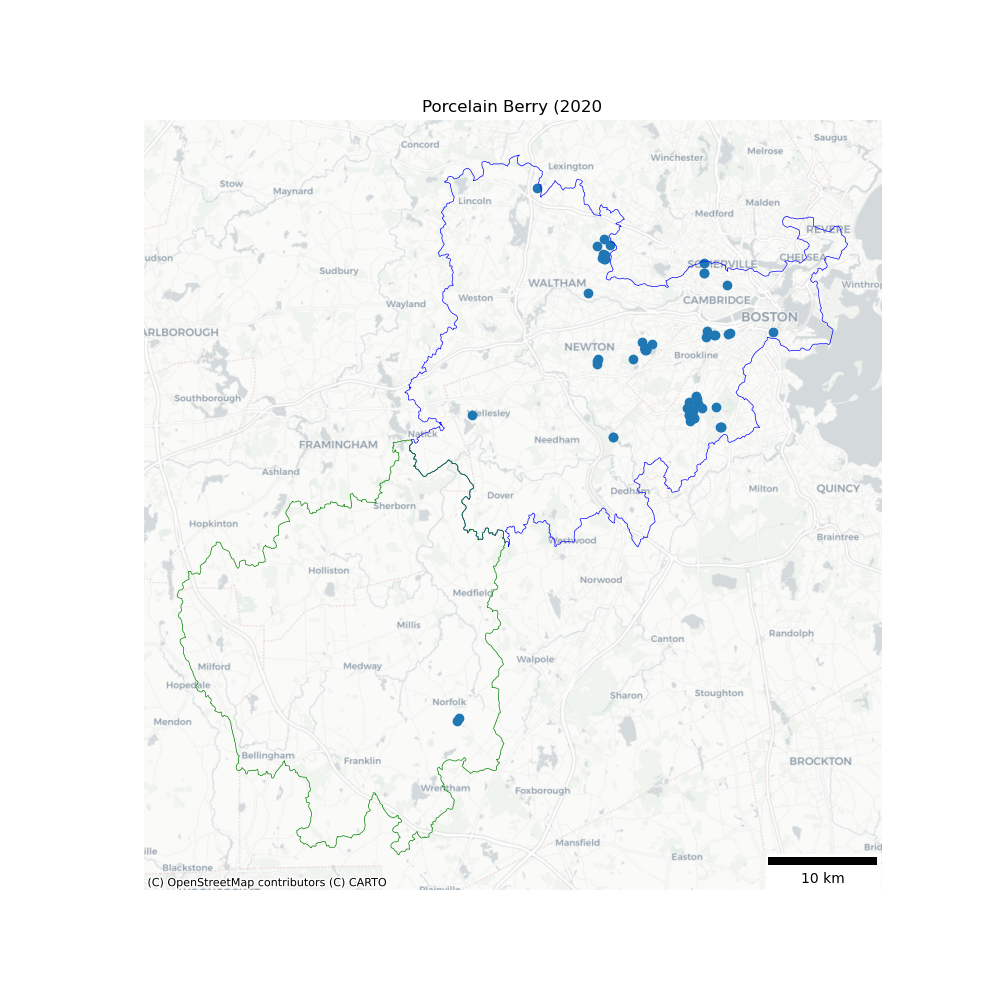 Porcelain Berry (2020
Saugus
Concord
Melrose
Winchester
Lexington
Stow
Maynard
Lincoln
Malden
Medford
REVERE
udson
CHELSEA
SOMERVILLE
Sudbury
WALTHAM
Winthrop
Weston
Wayland
CAMBRIDGE
BOSTON
ARLBOROUGH
NEWTON
Brookline
Southborough
Wellesley
Natick
Needham
FRAMINGHAM
Ashland
Milton
QUINCY
Dedham
Dover
Sherborn
Hopkinton
Braintree
Westwood
Holliston
Norwood
Medfield
Millis
Randolph
Canton
Walpole
Milford
Medway
Hopedale
Sharon
Stoughton
Norfolk
Mendon
Bellingham
Franklin
BROCKTON
Wrentham
Foxborough
Mansfield
Brid
ille
Easton
Blackstone
10 km
(C) OpenStreetMap contributors (C) CARTO
Plainville